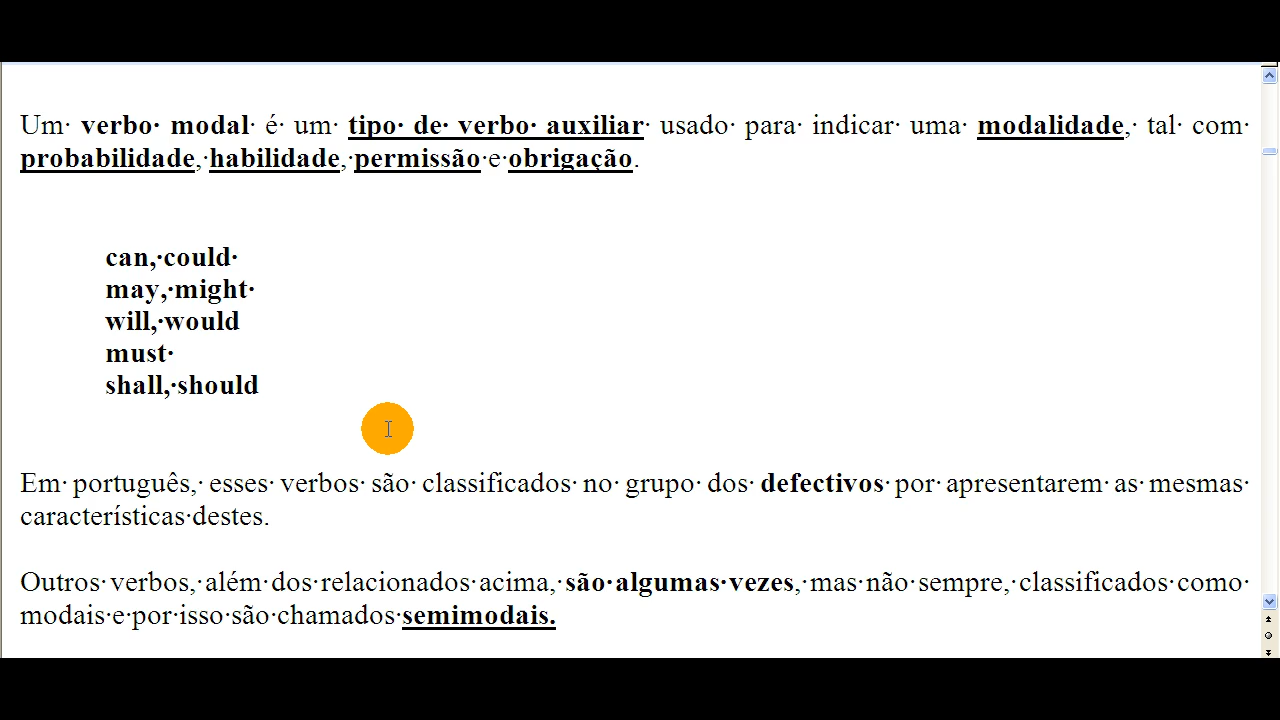 Um verbo modal é um tipo de verbo auxiliar usado para indicar uma modalidade, tal com
probabilidade, habilidade, permissão e obrigação.
can, could
may, might
will, would
must
shall, should
Em português, esses verbos são classificados no grupo dos defectivos por apresentarem as mesmas
características destes.
Outros verbos, além dos relacionados acima, são algumas vezes, mas não sempre, classificados como
modais e por isso são chamados semimodais.